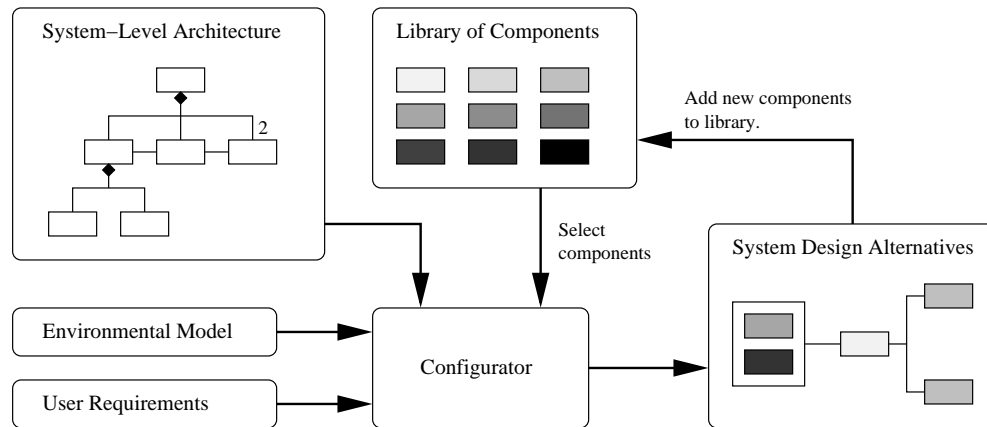 System−Level Architecture
2
Library of Components
Add new components
to library.
Select
components
System Design Alternatives
Environmental Model
Configurator
User Requirements